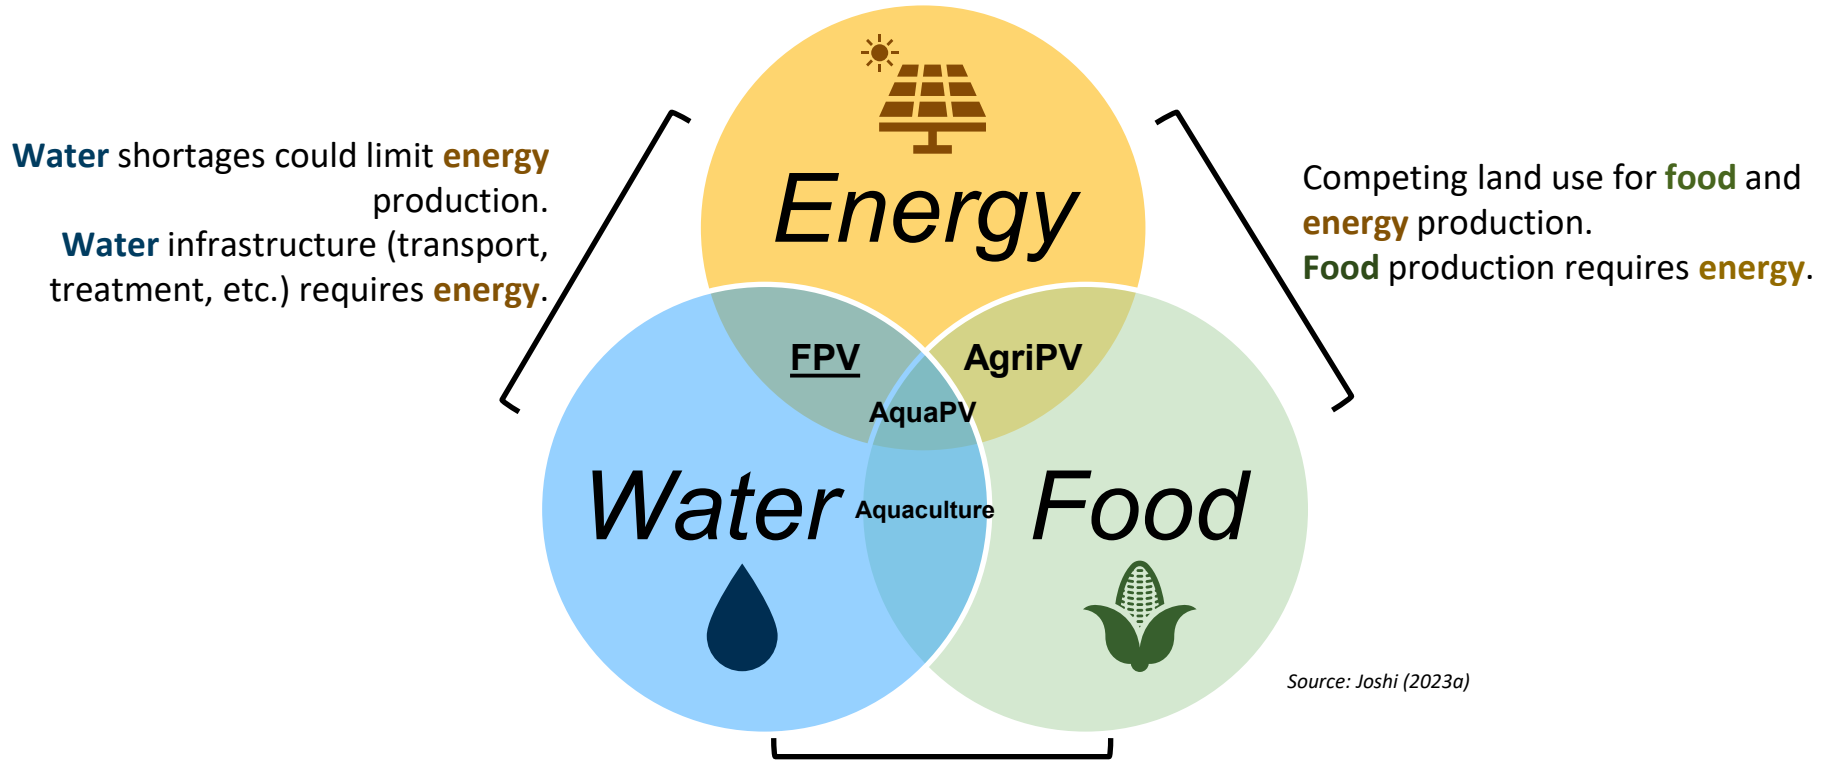 Energy
Water shortages could limit energy
production.
Water infrastructure (transport,
treatment, etc.) requires energy.
Competing land use for food and
energy production.
Food production requires energy.
FPV
AgriPV
AquaPV
Water
Aquaculture
Food
Source: Joshi (2023a)